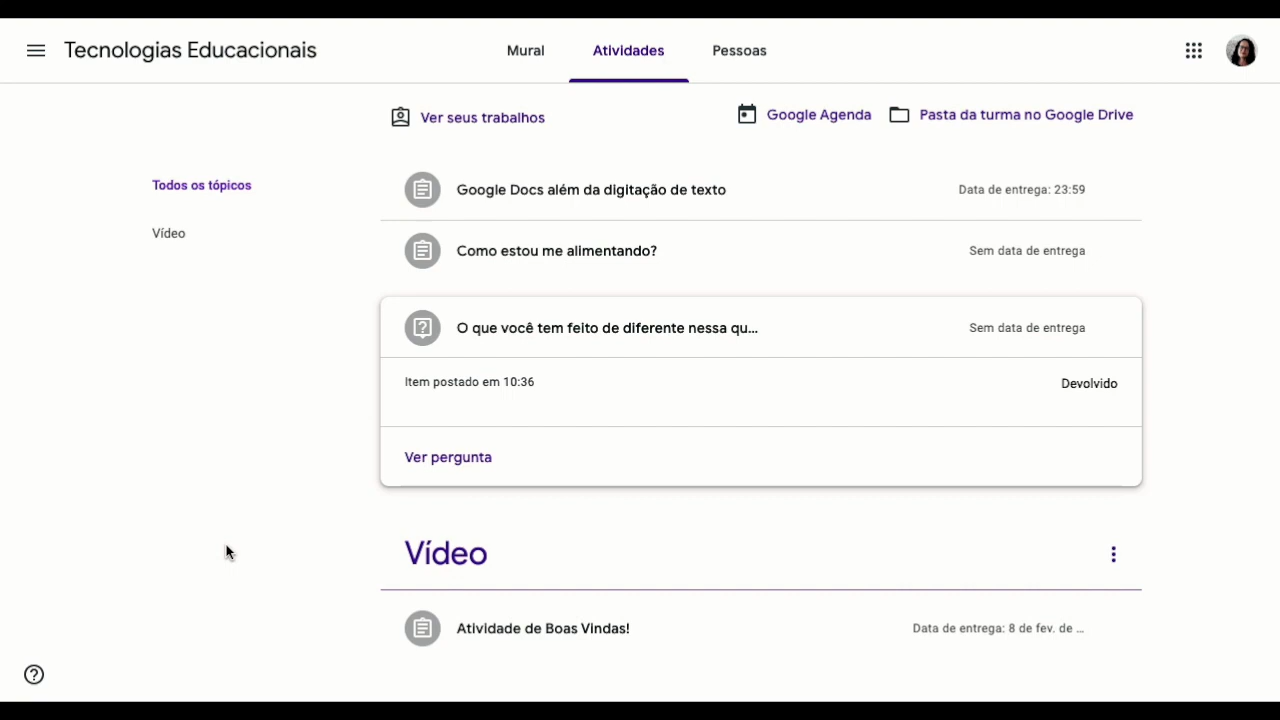 Tecnologias Educacionais
Mural
Atividades
Pessoas
Ver seus trabalhos
Google Agenda
Pasta da turma no Google Drive
Todos os tópicos
Vídeo
Google Docs além da digitação de texto
Data de entrega: 23:59
Como estou me alimentando?
Sem data de entrega
O que você tem feito de diferente nessa qu...
Sem data de entrega
Item postado em 10:36
Devolvido
Ver pergunta
Vídeo
Atividade de Boas Vindas!
Data de entrega: 8 de fev. de ...